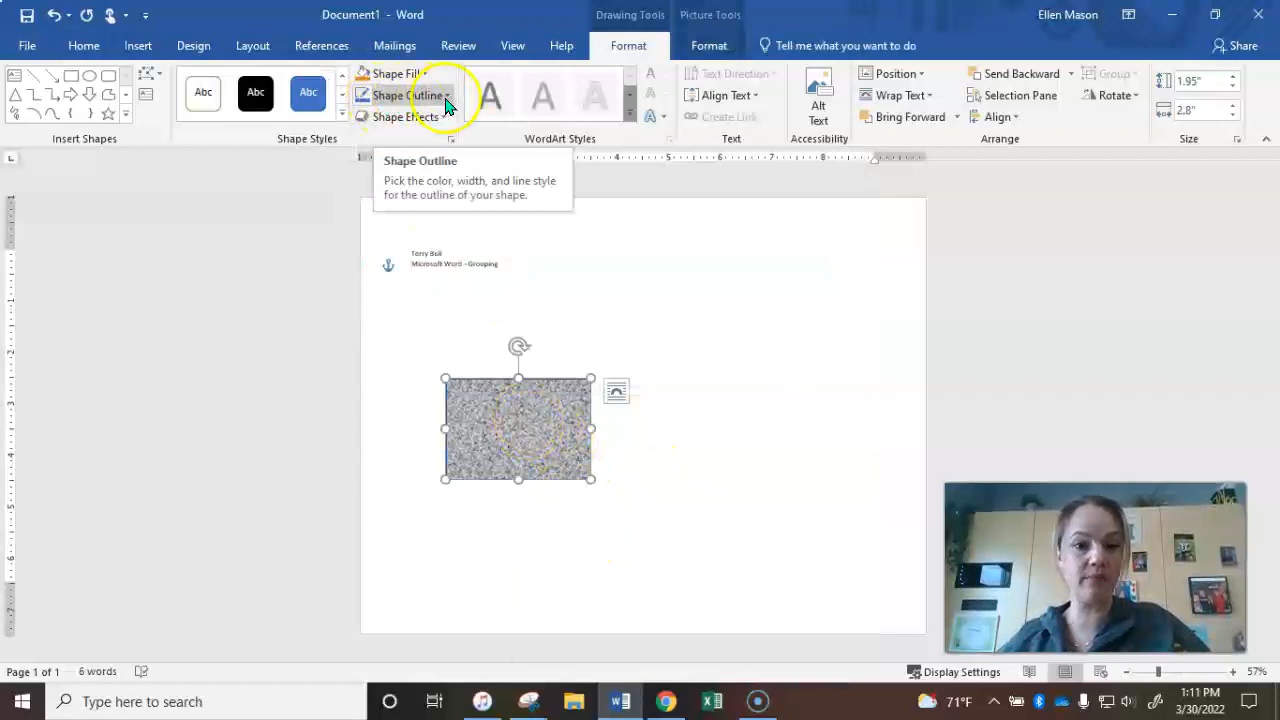 Document1 - Word
Drawing Tools
Picture Tools
Ellen Mason
File
Home
Insert
Design
Layout
References
Mailings
Review
View
Help
Format
Format
Tell me what you want to do
Share
Abc
Abc
Abc
Shape Fill
Shape Outline
Shape Effects
A
A
A
Text Direction
Align Text
Create Link
Alt
Text
Position
Wrap Text
Bring Forward
Send Backward
Selection Pane
Align
Group
Rotate
1.95"
2.8"
Insert Shapes
Shape Styles
WordArt Styles
Text
Accessibility
Arrange
Size
Shape Outline
Pick the color, width, and line style
for the outline of your shape.
Terry Bull
Microsoft Word –Grouping
Page 1 of 1
6 words
Display Settings
57%
Type here to search
71°F
1:11 PM
3/30/2022